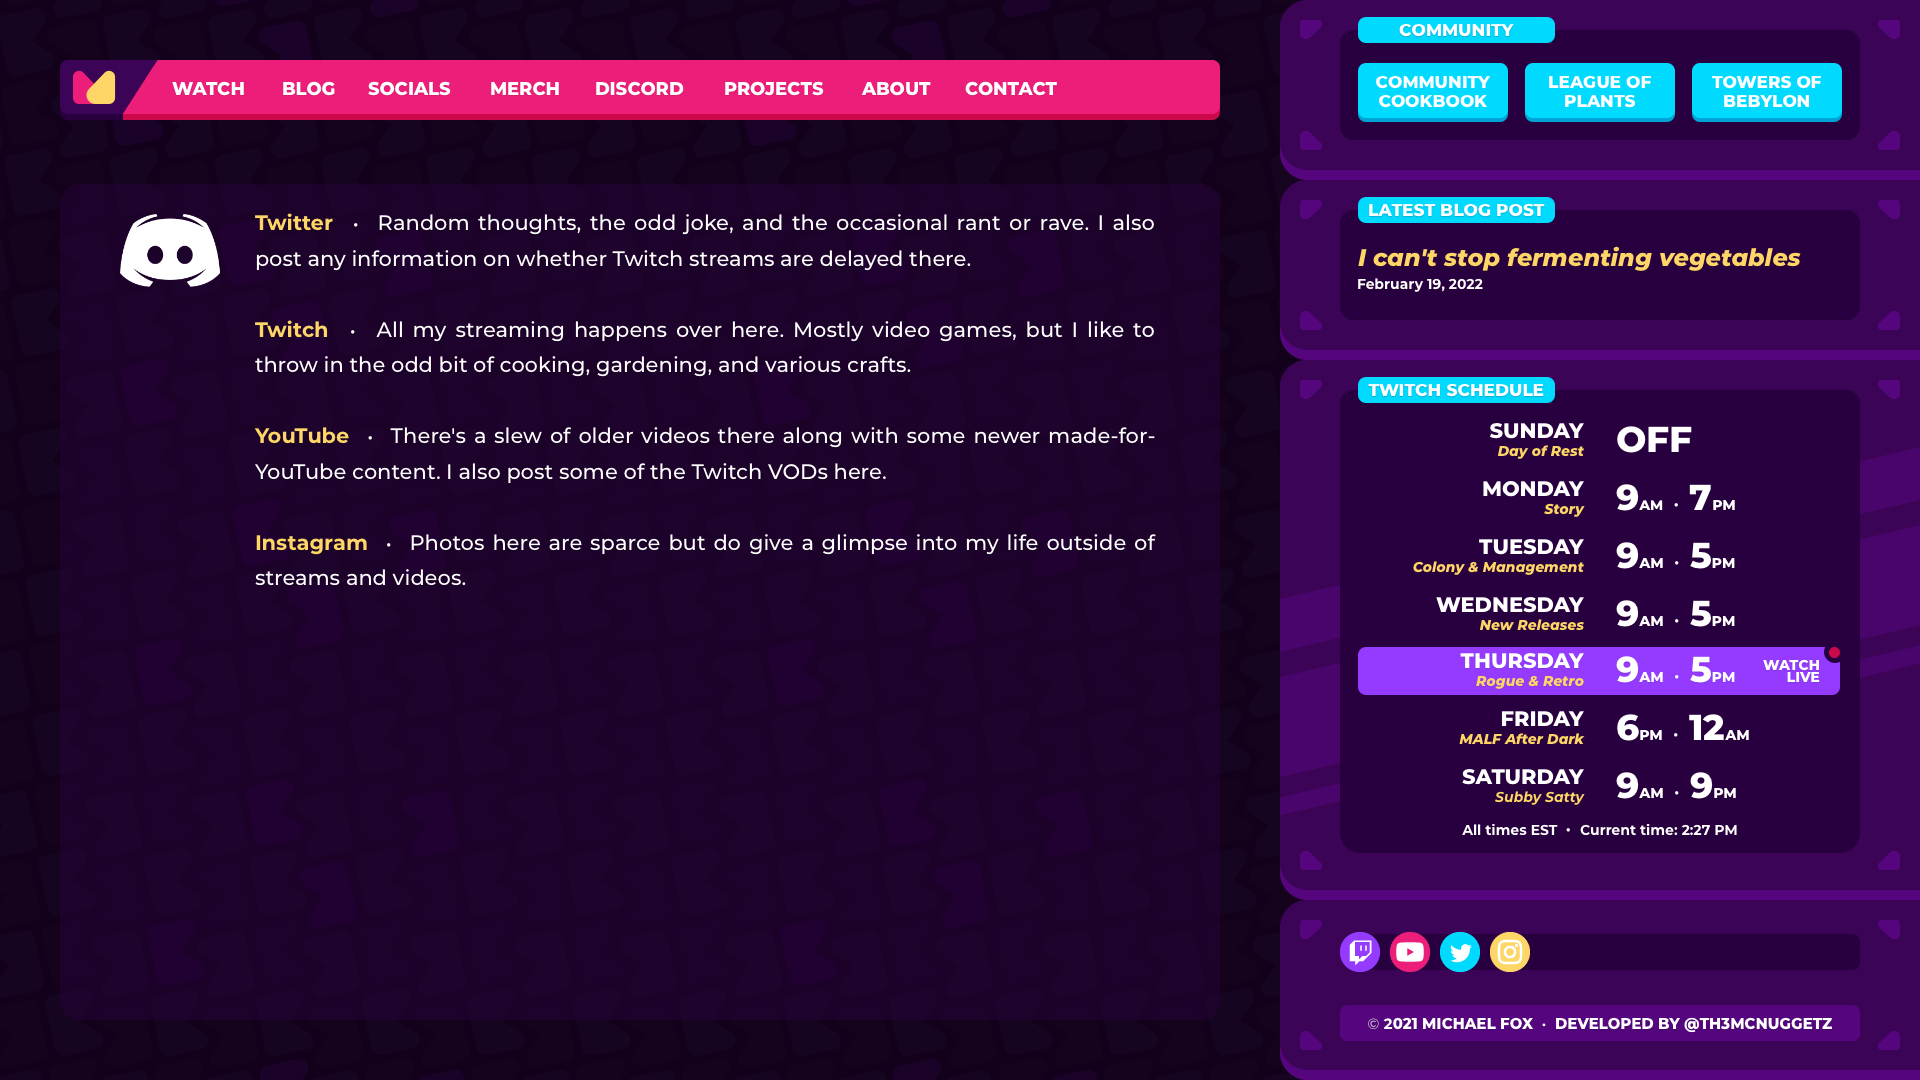 WATCH BLOG SOCIALS MERCH DISCORD PROJECTS ABOUT CONTACT
Twitter • Random thoughts, the odd joke, and the occasional rant or rave. I also
post any information on whether Twitch streams are delayed there.
Twitch • All my streaming happens over here. Mostly video games, but I like to
throw in the odd bit of cooking, gardening, and various crafts.
YouTube • There's a slew of older videos there along with some newer made-for-
YouTube content. I also post some of the Twitch VODs here.
Instagram • Photos here are sparce but do give a glimpse into my life outside of
streams and videos.
COMMUNITY
COMMUNITY
COOKBOOK
LEAGUE OF
PLANTS
TOWERS OF
BEBYLON
LATEST BLOG POST
I can't stop fermenting vegetables
February 19, 2022
TWITCH SCHEDULE
SUNDAY OFF
Day of Rest
MONDAY 9AM • 7PM
Story
TUESDAY 9AM • 5PM
Colony & Management
WEDNESDAY 9AM • 5PM
New Releases
THURSDAY 9AM • 5PM
Rogue & Retro
WATCH
LIVE
FRIDAY 6PM • 12AM
MALF After Dark
SATURDAY 9AM • 9PM
Subby Satty
All times EST • Current time: 2:27 PM
© 2021 MICHAEL FOX • DEVELOPED BY @TH3MCNUGGETZ